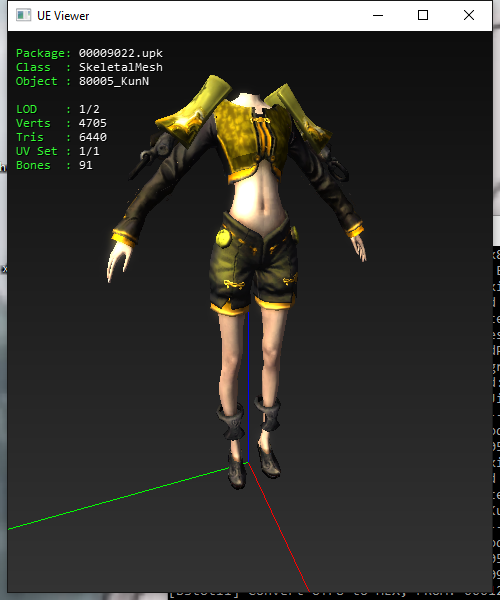 UE Viewer
Package: 00009022.upk
Class  : SkeletalMesh
Object : 80005_KunN
LOD    : 1/2
Verts  : 4705
Tris   : 6440
UV Set : 1/1
Bones  : 91